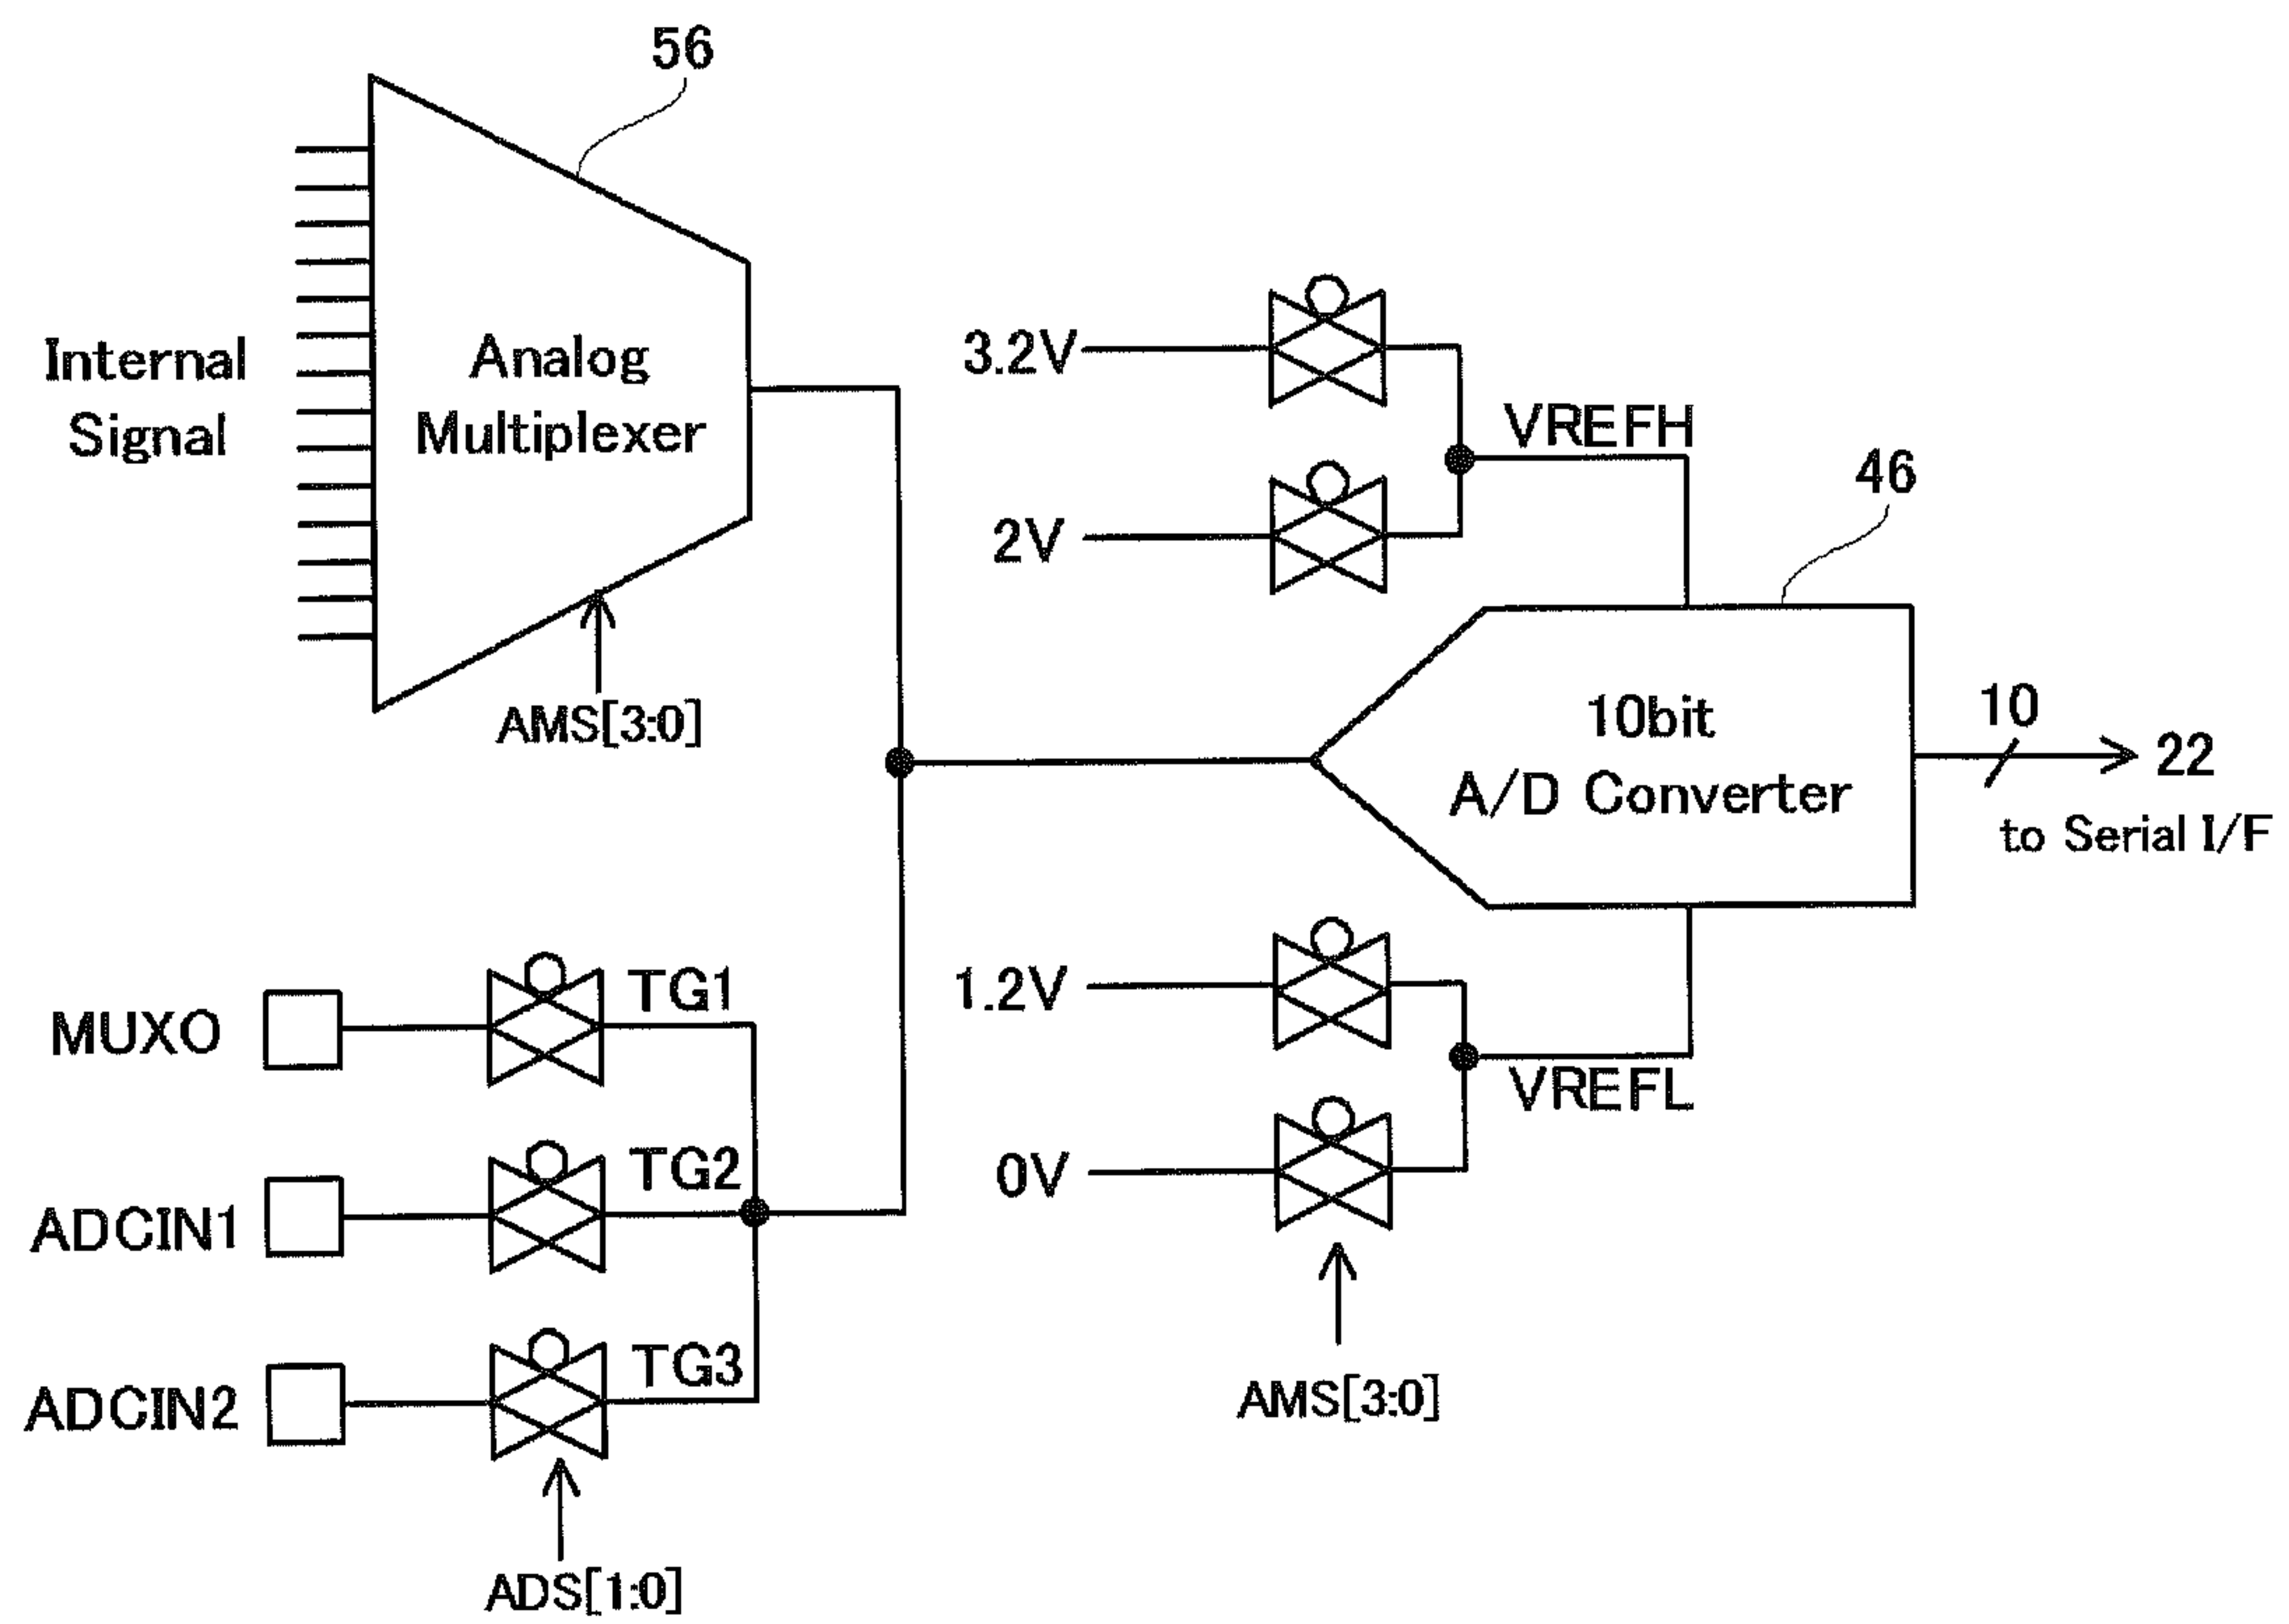 56
Internal
Signal
Analog
Multiplexer
AMS[3:0]
3.2V
2V
VREFH
46
10bit
A/D Converter
10
22
to Serial I/F
MUXO
TG1
ADCIN1
TG2
ADCIN2
TG3
ADS[1:0]
1.2V
0V
VREFL
AMS[3:0]